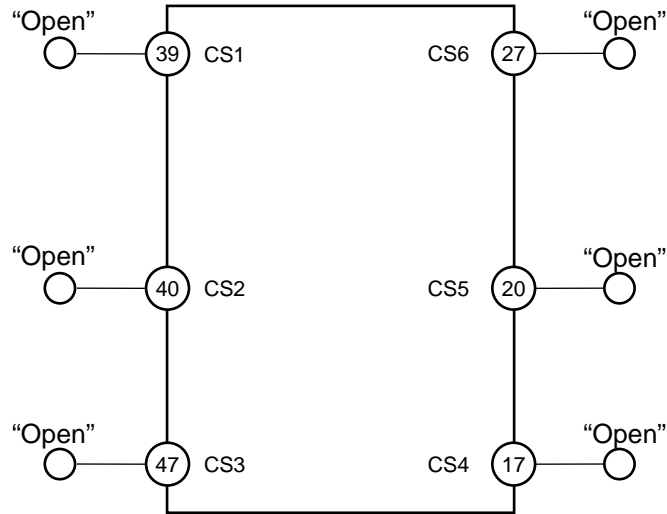 “Open” “Open”
39 CS1 CS6 27
“Open” “Open”
40 CS2 CS5 20
“Open” “Open”
47 CS3 CS4 17